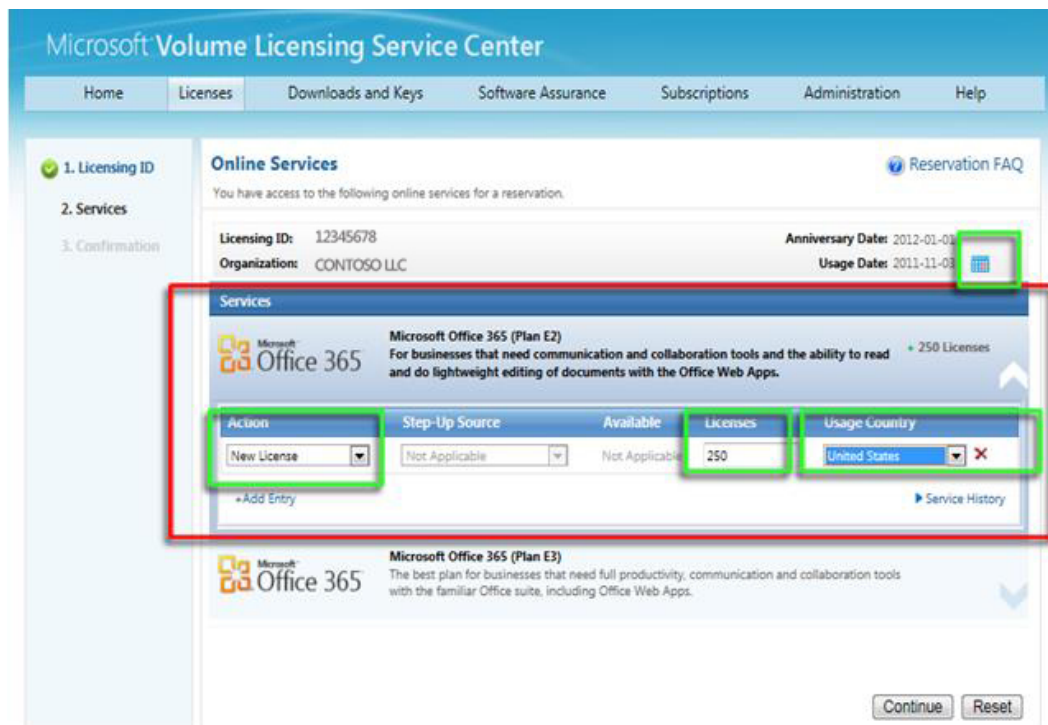 Microsoft Volume Licensing Service Center
Home Licenses Downloads and Keys Software Assurance Subscriptions Administration Help
1. Licensing ID
2. Services
3. Confirmation
Online Services
Reservation FAQ
You have access to the following online services for a reservation.
Licensing ID: 12345678
Anniversary Date: 2012-01-01
Organization: CONTOSO LLC
Usage Date: 2011-11-03
Services
Microsoft Office 365
Microsoft Office 365 (Plan E2)
For businesses that need communication and collaboration tools and the ability to read
and do lightweight editing of documents with the Office Web Apps.
+ 250 Licenses
Action Step-Up Source Available Licenses Usage Country
New License Not Applicable Not Applicable 250 United States
+Add Entry
Service History
Microsoft Office 365
Microsoft Office 365 (Plan E3)
The best plan for businesses that need full productivity, communication and collaboration tools
with the familiar Office suite, including Office Web Apps.
Continue Reset